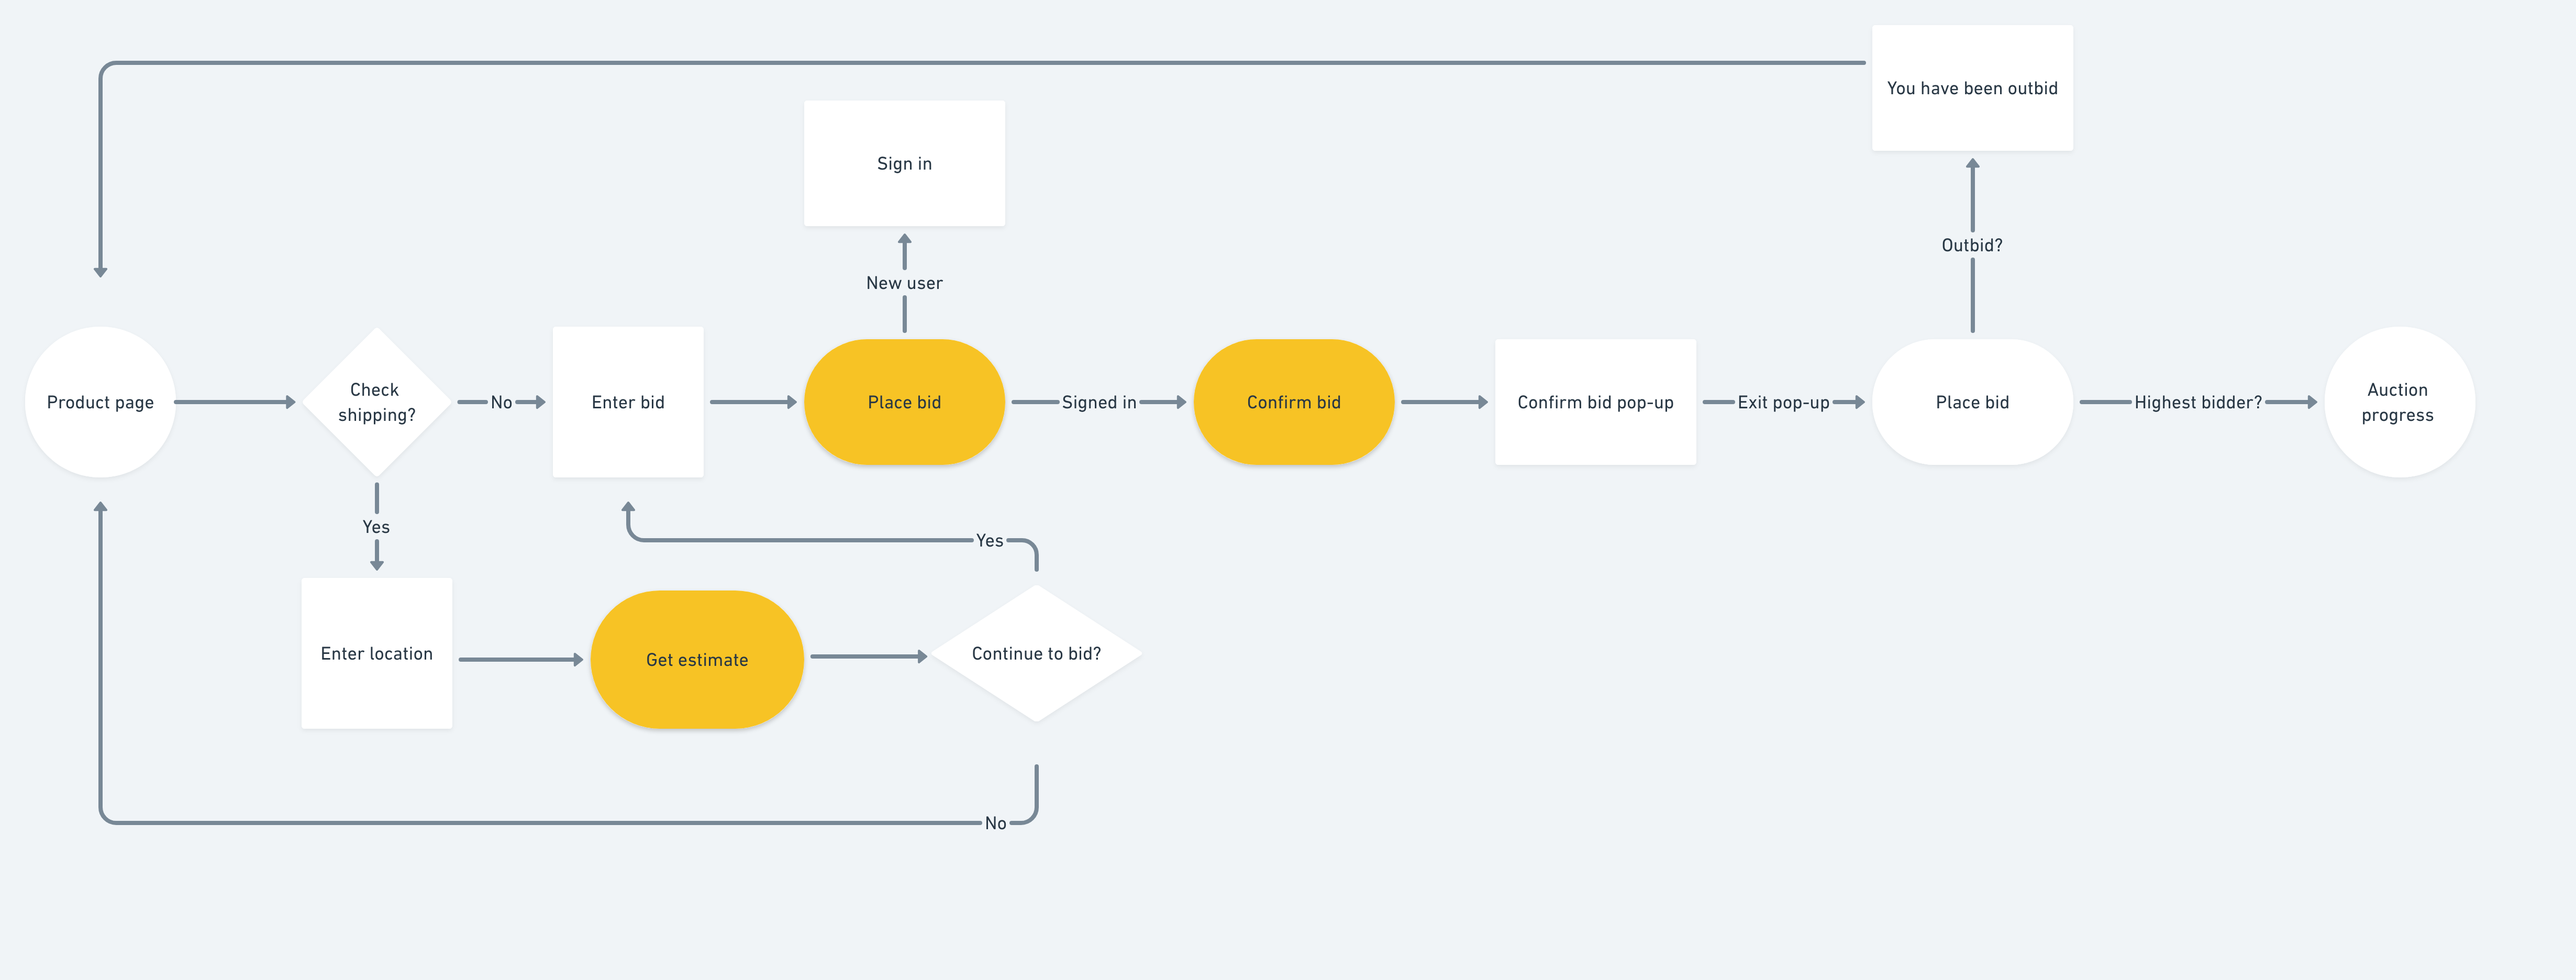 You have been outbid
Sign in
Outbid?
New user
Product page
Check
shipping?
No
Enter bid
Place bid
Signed in
Confirm bid
Confirm bid pop-up
Exit pop-up
Place bid
Highest bidder?
Auction
progress
Yes
Yes
Enter location
Get estimate
Continue to bid?
No